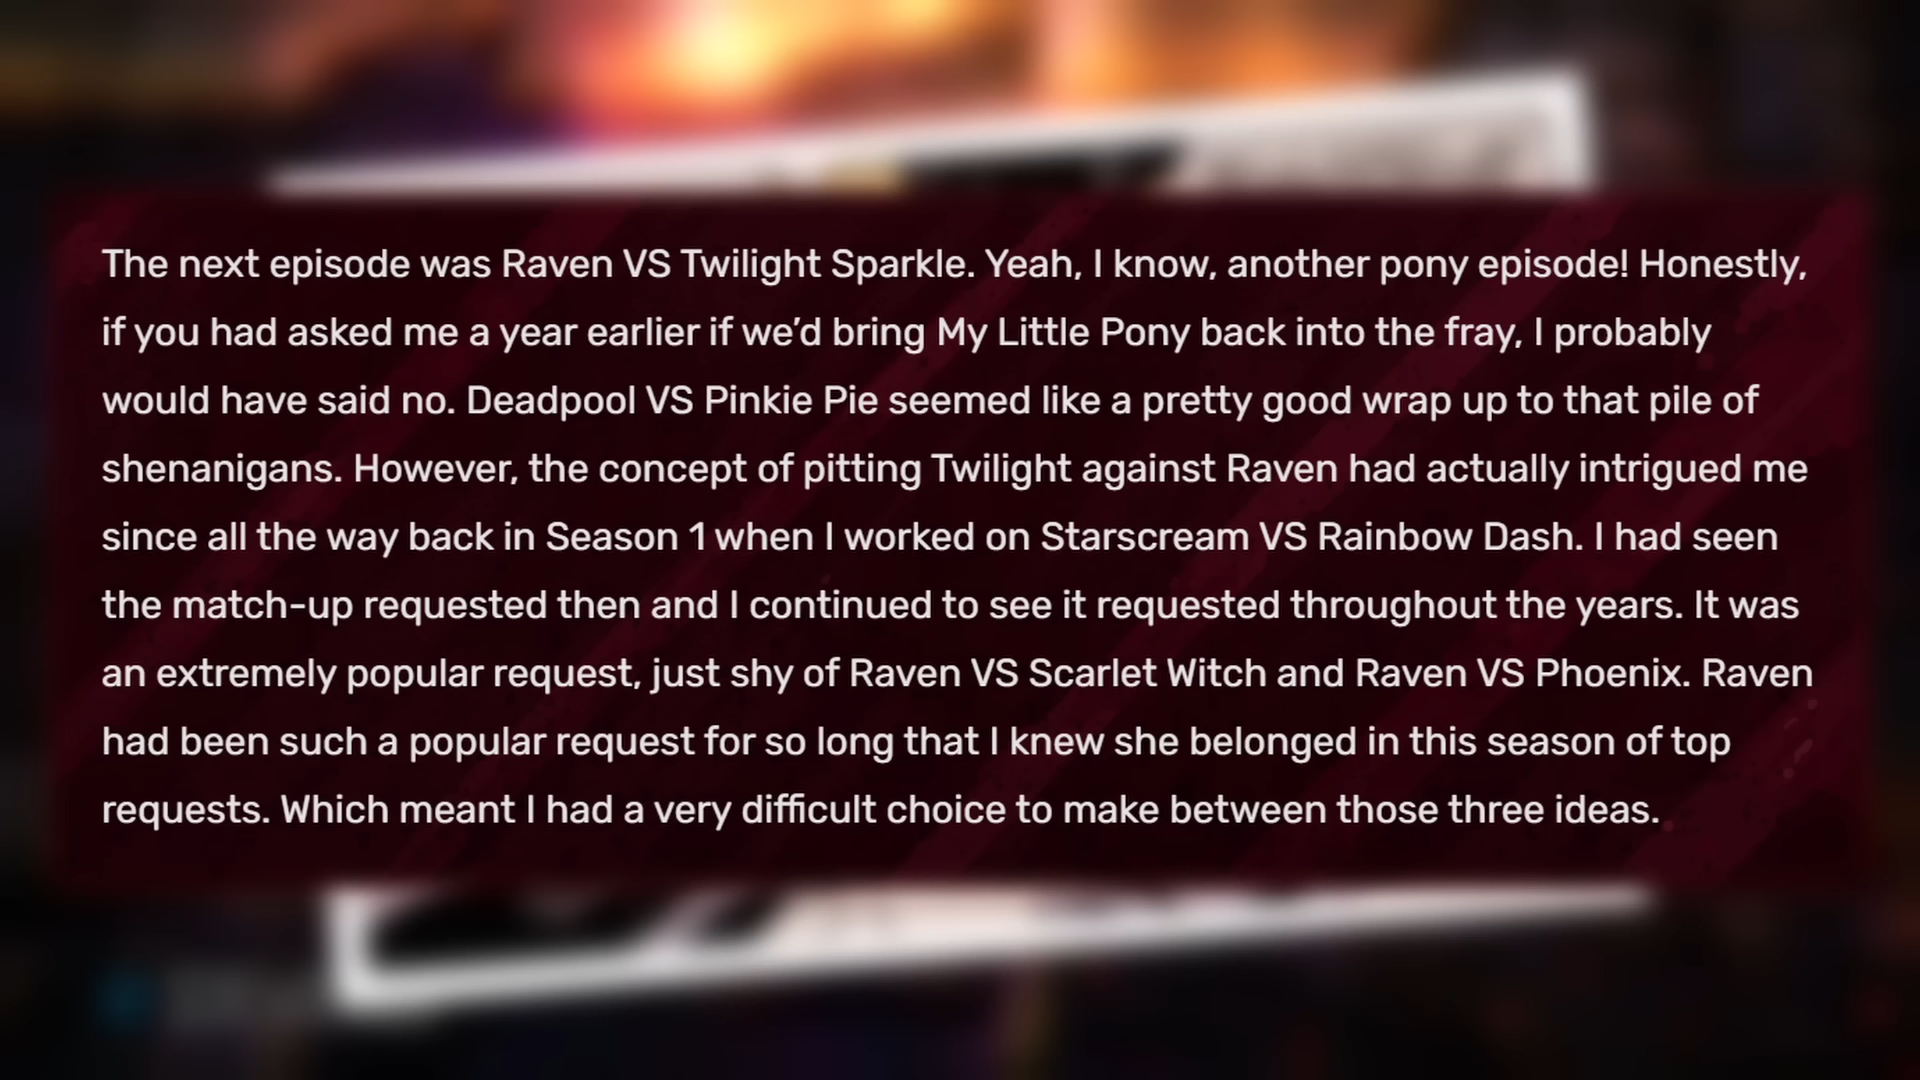 The next episode was Raven VS Twilight Sparkle. Yeah, I know, another pony episode! Honestly,
if you had asked me a year earlier if we’d bring My Little Pony back into the fray, I probably
would have said no. Deadpool VS Pinkie Pie seemed like a pretty good wrap up to that pile of
shenanigans. However, the concept of pitting Twilight against Raven had actually intrigued me
since all the way back in Season 1 when I worked on Starscream VS Rainbow Dash. I had seen
the match-up requested then and I continued to see it requested throughout the years. It was
an extremely popular request, just shy of Raven VS Scarlet Witch and Raven VS Phoenix. Raven
had been such a popular request for so long that I knew she belonged in this season of top
requests. Which meant I had a very difficult choice to make between those three ideas.